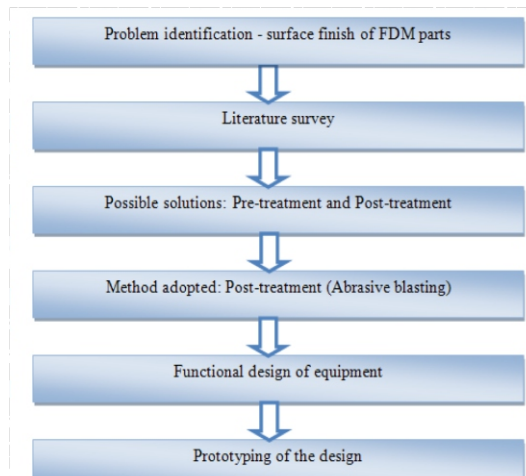 Problem identification - surface finish of FDM parts
Literature survey
Possible solutions: Pre-treatment and Post-treatment
Method adopted: Post-treatment (Abrasive blasting)
Functional design of equipment
Prototyping of the design